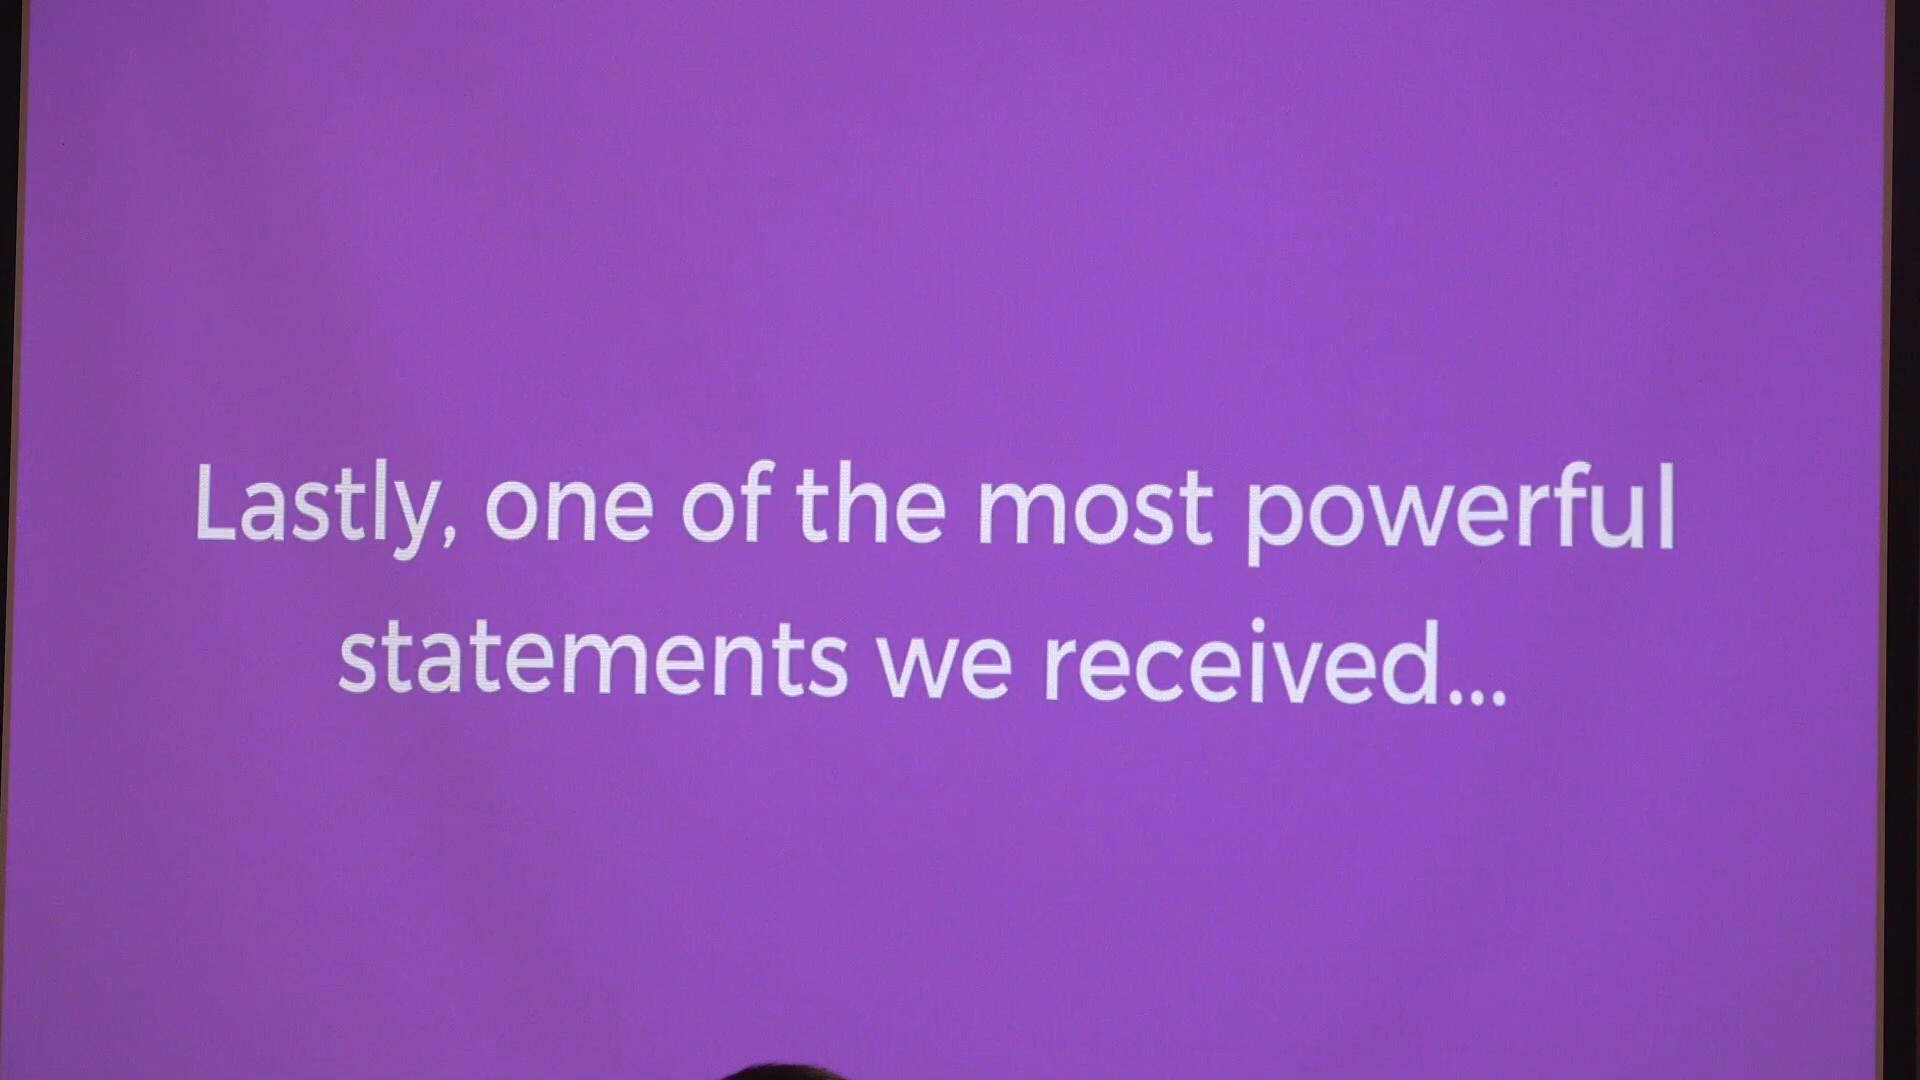 Lastly, one of the most powerful
statements we received...